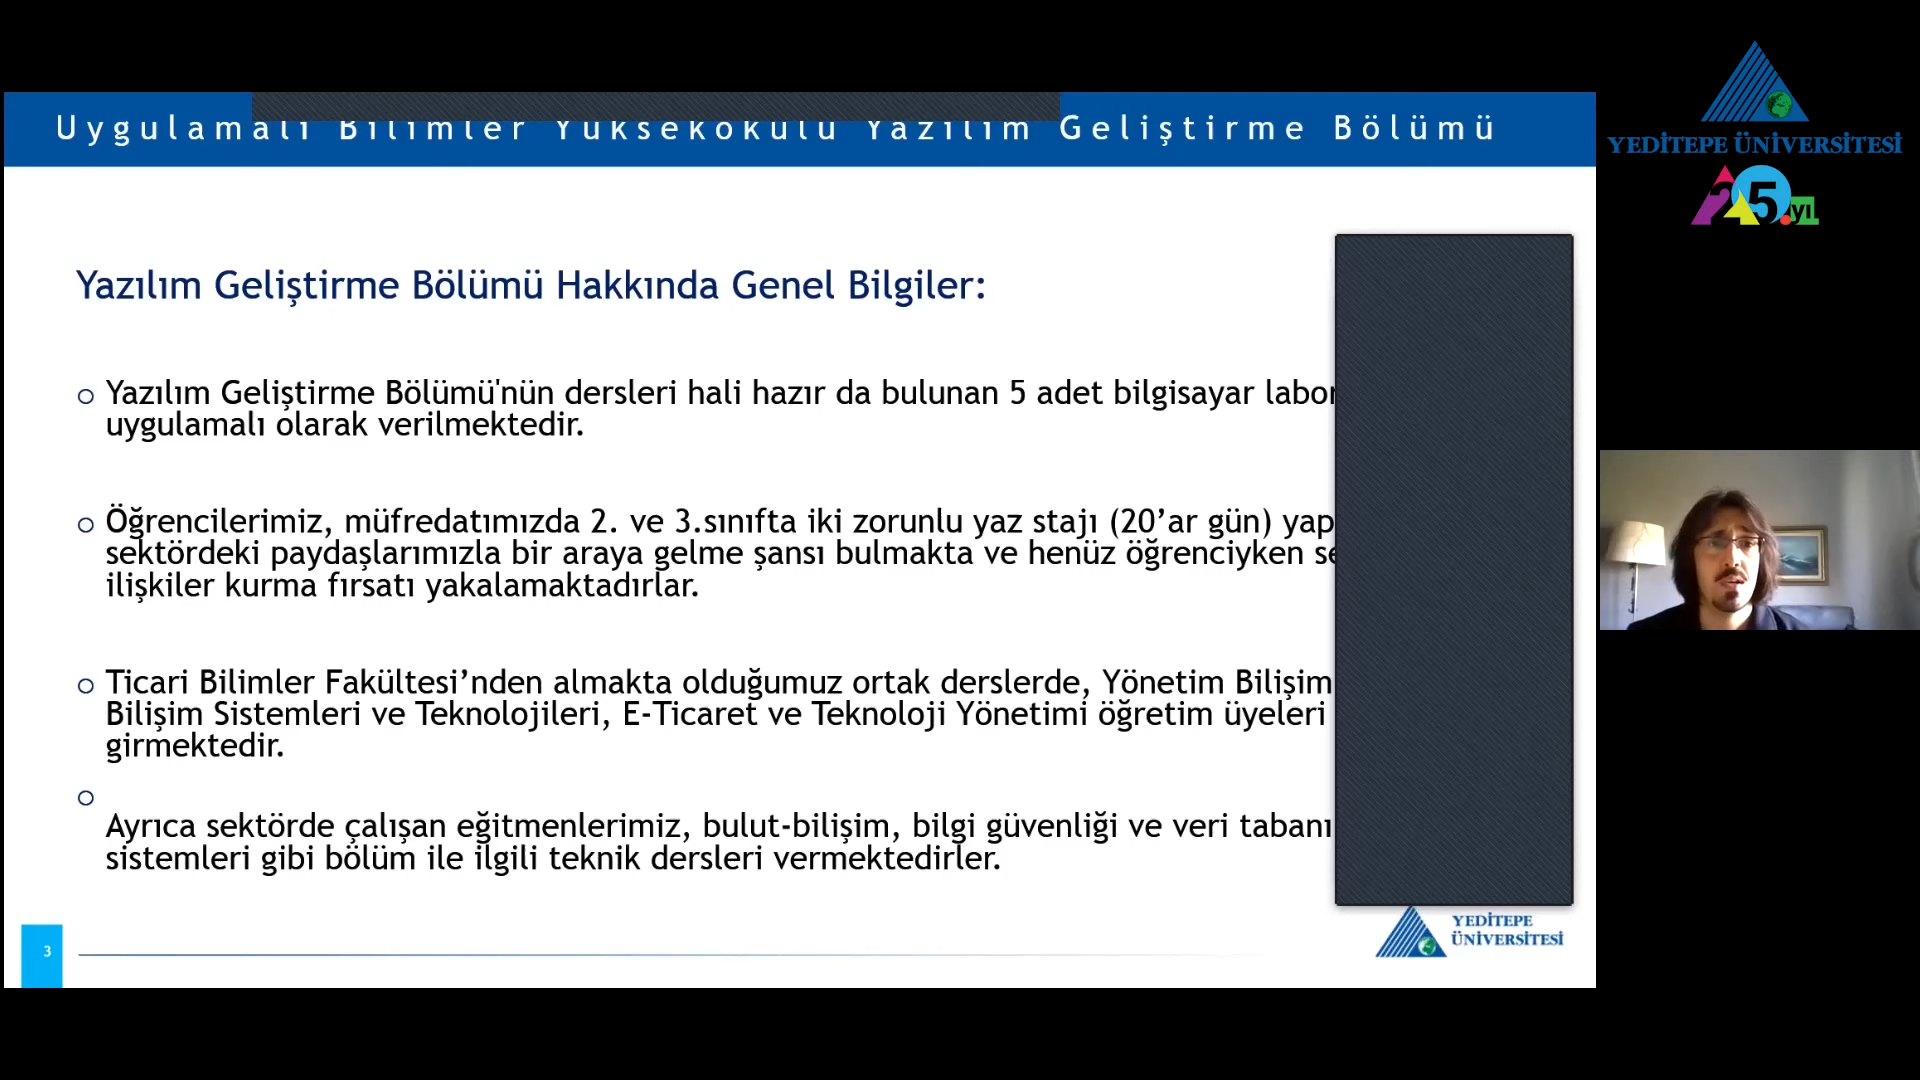 Uygulamalı Bilimler Yüksekokulu Yazılım Geliştirme Bölümü
YEDİTEPE ÜNİVERSİTESİ
25.yıl
Yazılım Geliştirme Bölümü Hakkında Genel Bilgiler:
Yazılım Geliştirme Bölümü'nün dersleri hali hazır da bulunan 5 adet bilgisayar
uygulamalı olarak verilmektedir.
Öğrencilerimiz, müfredatımızda 2. ve 3.sınıfta iki zorunlu yaz stajı (20’ar gün)
sektördeki paydaşlarımızla bir araya gelme şansı bulmakta ve henüz öğrenciyken
ilişkiler kurma fırsatı yakalamaktadırlar.
Ticari Bilimler Fakültesi’nden almakta olduğumuz ortak derslerde, Yönetim Bilişim
Bilişim Sistemleri ve Teknolojileri, E-Ticaret ve Teknoloji Yönetimi öğretim üyeleri
girmektedir.
Ayrıca sektörde çalışan eğitmenlerimiz, bulut-bilişim, bilgi güvenliği ve veri tabanı
sistemleri gibi bölüm ile ilgili teknik dersleri vermektedirler.
3
YEDİTEPE
ÜNİVERSİTESİ